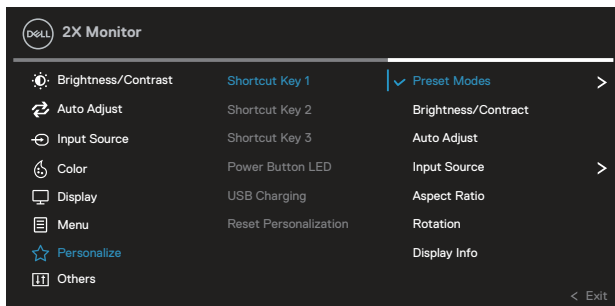 DELL
2X Monitor
Brightness/Contrast
Auto Adjust
Input Source
Color
Display
Menu
Personalize
Others
Shortcut Key 1
Shortcut Key 2
Shortcut Key 3
Power Button LED
USB Charging
Reset Personalization
Preset Modes
Brightness/Contract
Auto Adjust
Input Source
Aspect Ratio
Rotation
Display Info
< Exit